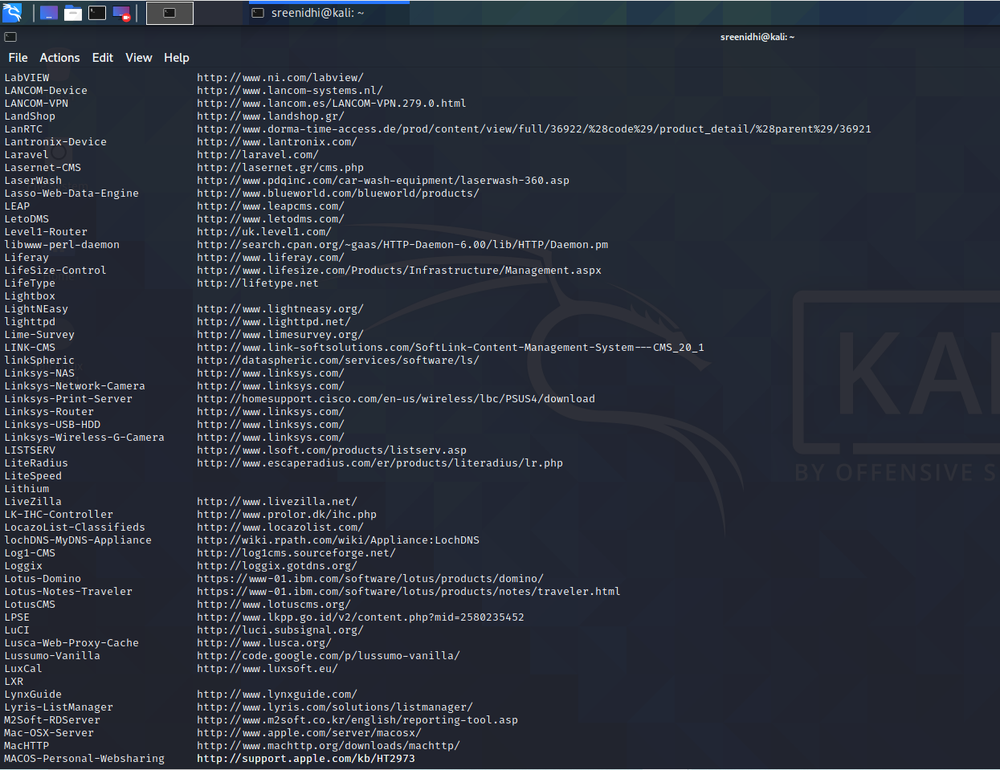 sreenidhi@kali: ~
sreenidhi@kali: ~
File Actions Edit View Help
LabVIEW http://www.ni.com/labview/
LANCOM-Device http://www.lancom-systems.nl/
LANCOM-VPN http://www.lancom.es/LANCOM-VPN.279.0.html
LandShop http://www.landshop.gr/
LanRTC http://www.dorma-time-access.de/prod/content/view/full/36922/%28code%29/product_detail/%28parent%29/36921
Lantronix-Device http://www.lantronix.com/
Laravel http://laravel.com/
Lasernet-CMS http://lasernet.gr/cms.php
LaserWash http://www.pdqinc.com/car-wash-equipment/laserwash-360.asp
Lasso-Web-Data-Engine http://www.blueworld.com/blueworld/products/
LEAP http://www.leapcms.com/
LetoDMS http://www.letodms.com/
Level1-Router http://uk.level1.com/
libwww-perl-daemon http://search.cpan.org/~gaas/HTTP-Daemon-6.00/lib/HTTP/Daemon.pm
Liferay http://www.liferay.com/
LifeSize-Control http://www.lifesize.com/Products/Infrastructure/Management.aspx
LifeType http://lifetype.net
Lightbox
LightNEasy http://www.lightneasy.org/
lighttpd http://www.lighttpd.net/
Lime-Survey http://www.limesurvey.org/
LINK-CMS http://www.link-softsolutions.com/SoftLink-Content-Management-System---CMS_20_1
linkSpheric http://dataspheric.com/services/software/ls/
Linksys-NAS http://www.linksys.com/
Linksys-Network-Camera http://www.linksys.com/
Linksys-Print-Server http://homesupport.cisco.com/en-us/wireless/lbc/PSUS4/download
Linksys-Router http://www.linksys.com/
Linksys-USB-HDD http://www.linksys.com/
Linksys-Wireless-G-Camera http://www.linksys.com/
LISTSERV http://www.lsoft.com/products/listserv.asp
LiteRadius http://www.escaperadius.com/er/products/literadius/lr.php
LiteSpeed
Lithium
LiveZilla http://www.livezilla.net/
LK-IHC-Controller http://www.prolor.dk/ihc.php
LocazoList-Classifieds http://www.locazolist.com/
lochDNS-MyDNS-Appliance http://wiki.rpath.com/wiki/Appliance:LochDNS
Log1-CMS http://log1cms.sourceforge.net/
Loggix http://loggix.gotdns.org/
Lotus-Domino https://www-01.ibm.com/software/lotus/products/domino/
Lotus-Notes-Traveler https://www-01.ibm.com/software/lotus/products/notes/traveler.html
LotusCMS http://www.lotuscms.org/
LPSE http://www.lkpp.go.id/v2/content.php?mid=2580235452
LuCI http://luci.subsignal.org/
Lusca-Web-Proxy-Cache http://www.lusca.org/
Lussumo-Vanilla http://code.google.com/p/lussumo-vanilla/
LuxCal http://www.luxsoft.eu/
LXR
LynxGuide http://www.lynxguide.com/
Lyris-ListManager http://www.lyris.com/solutions/listmanager/
M2Soft-RDServer http://www.m2soft.co.kr/english/reporting-tool.asp
Mac-OSX-Server http://www.apple.com/server/macosx/
MacHTTP http://www.machttp.org/downloads/machttp/
MACOS-Personal-Websharing http://support.apple.com/kb/HT2973
KAL
BY OFFENSIVE S